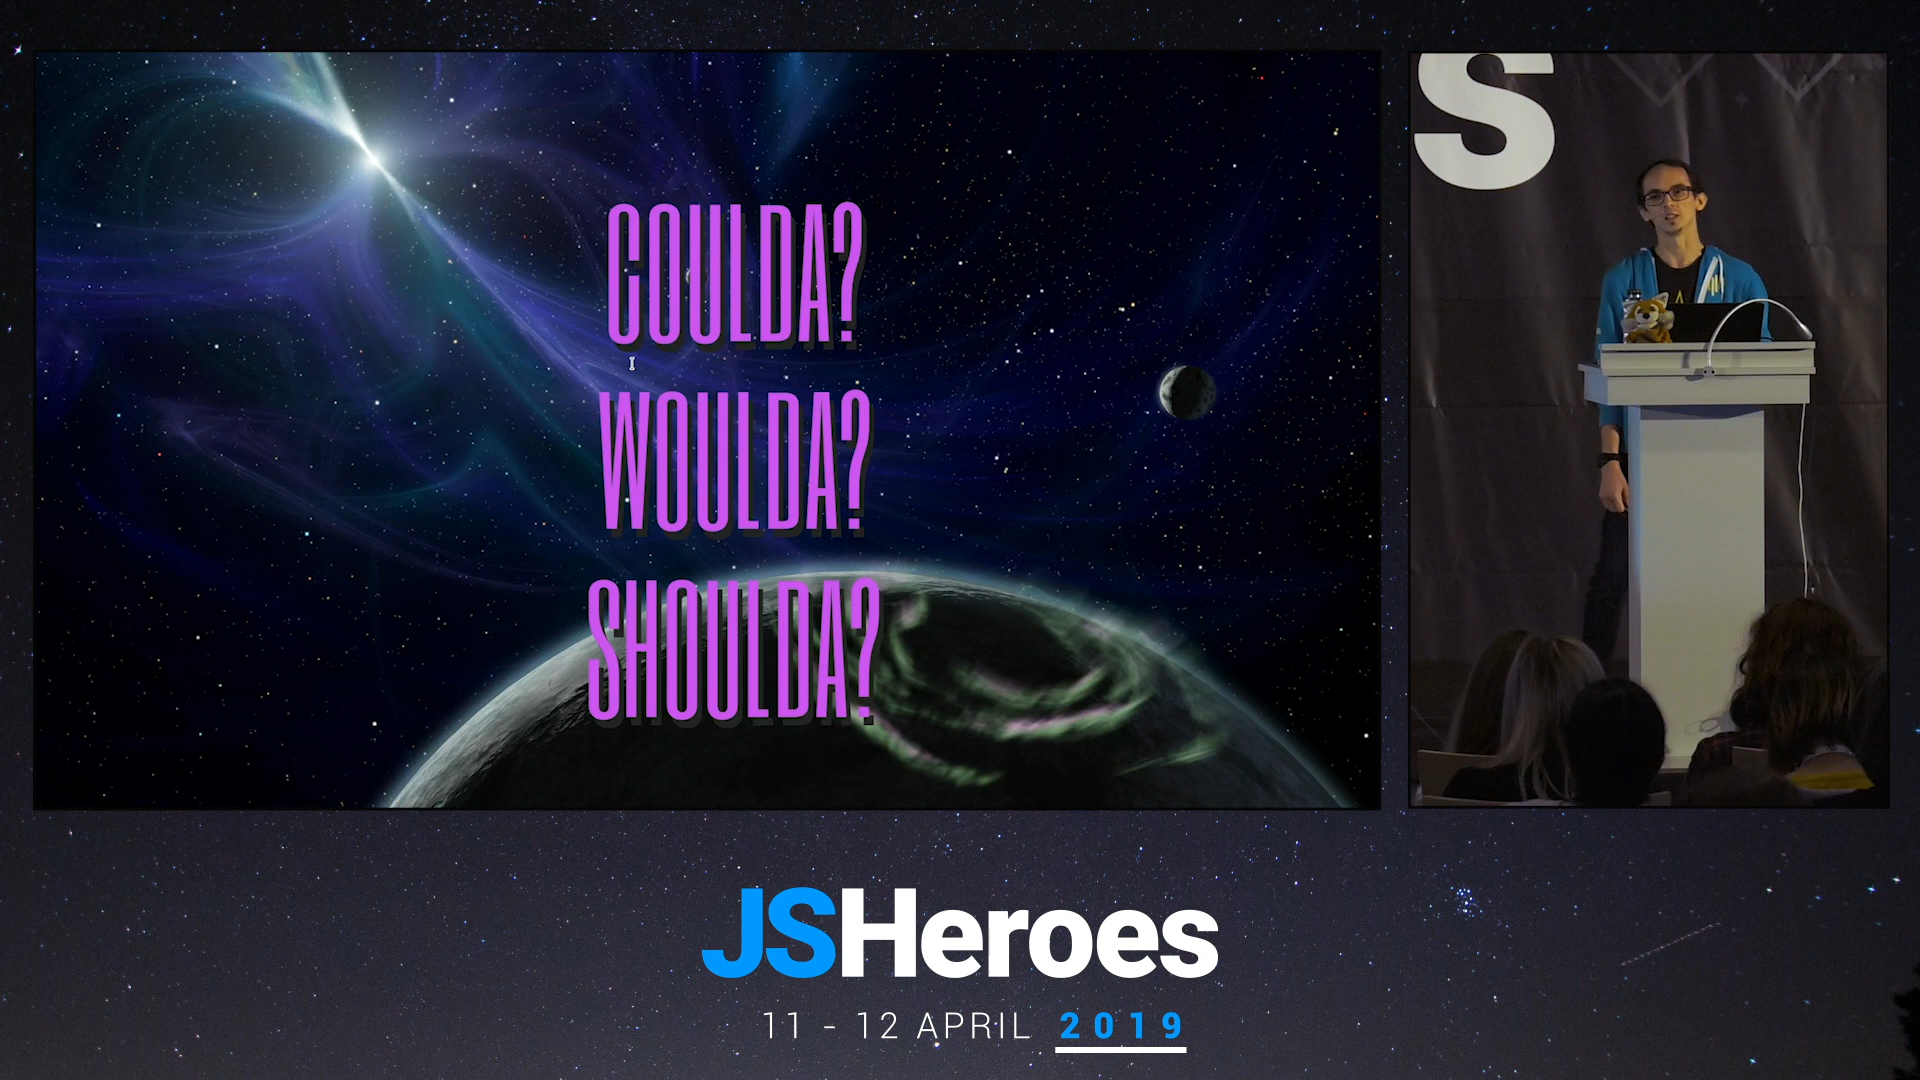 COULDA?
WOULDA?
SHOULDA?
S
JSHeroes
11 - 12 APRIL 2019